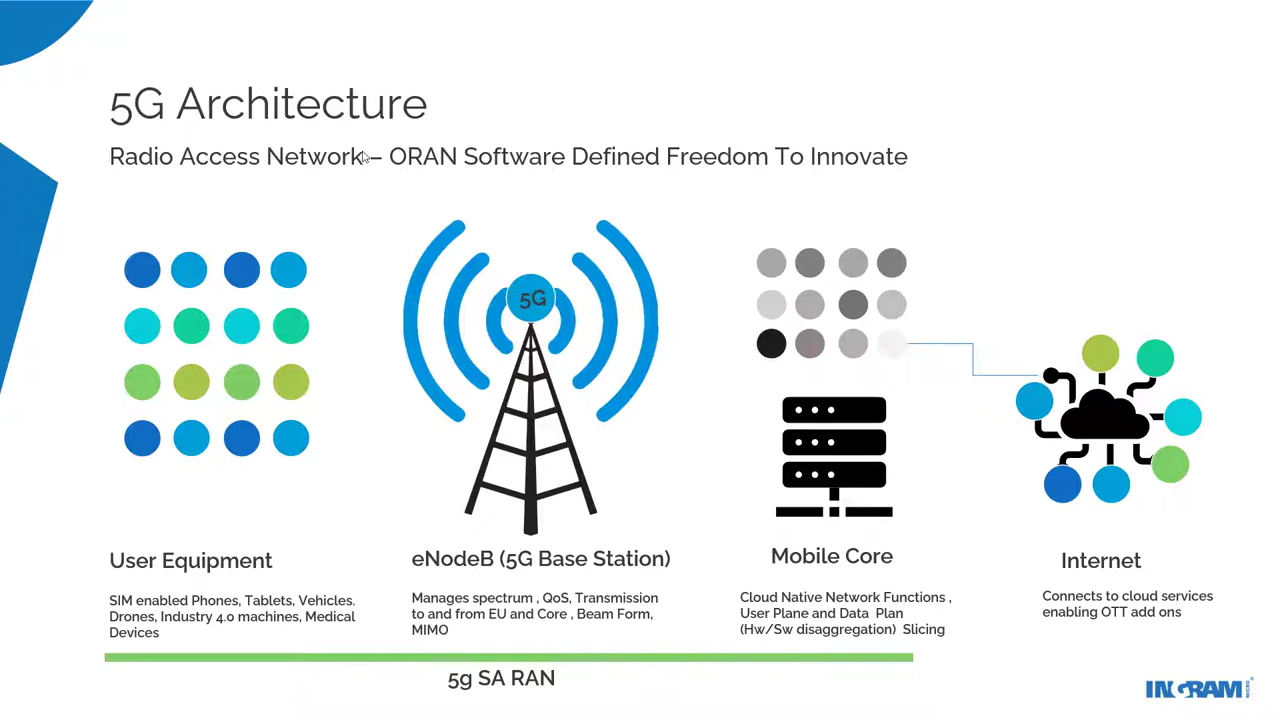 5G Architecture
Radio Access Network – ORAN Software Defined Freedom To Innovate
5G
User Equipment
SIM enabled Phones, Tablets, Vehicles.
Drones, Industry 4.0 machines, Medical
Devices
eNodeB (5G Base Station)
Manages spectrum , QoS, Transmission
to and from EU and Core , Beam Form,
MIMO
Mobile Core
Cloud Native Network Functions ,
User Plane and Data Plan
(Hw/Sw disaggregation) Slicing
Internet
Connects to cloud services
enabling OTT add ons
5g SA RAN
INGRAM MICRO